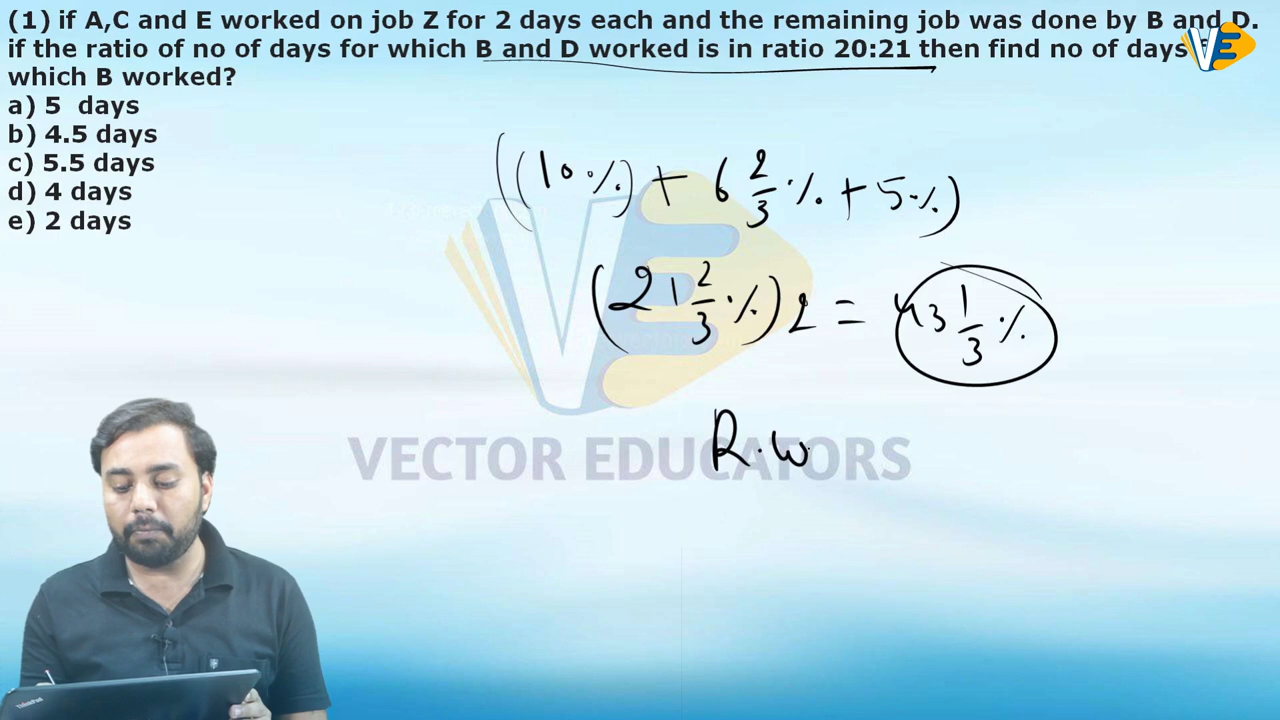 (1) if A,C and E worked on job Z for 2 days each and the remaining job was done by B and D.
if the ratio of no of days for which B and D worked is in ratio 20:21 then find no of days
which B worked?
a) 5 days
b) 4.5 days
c) 5.5 days
d) 4 days
e) 2 days
((10%) + 6 2/3 % + 5%)
(21 2/3 %) 2 = 43 1/3 %
R.W
VECTOR EDUCATORS
VE
ThinkPad